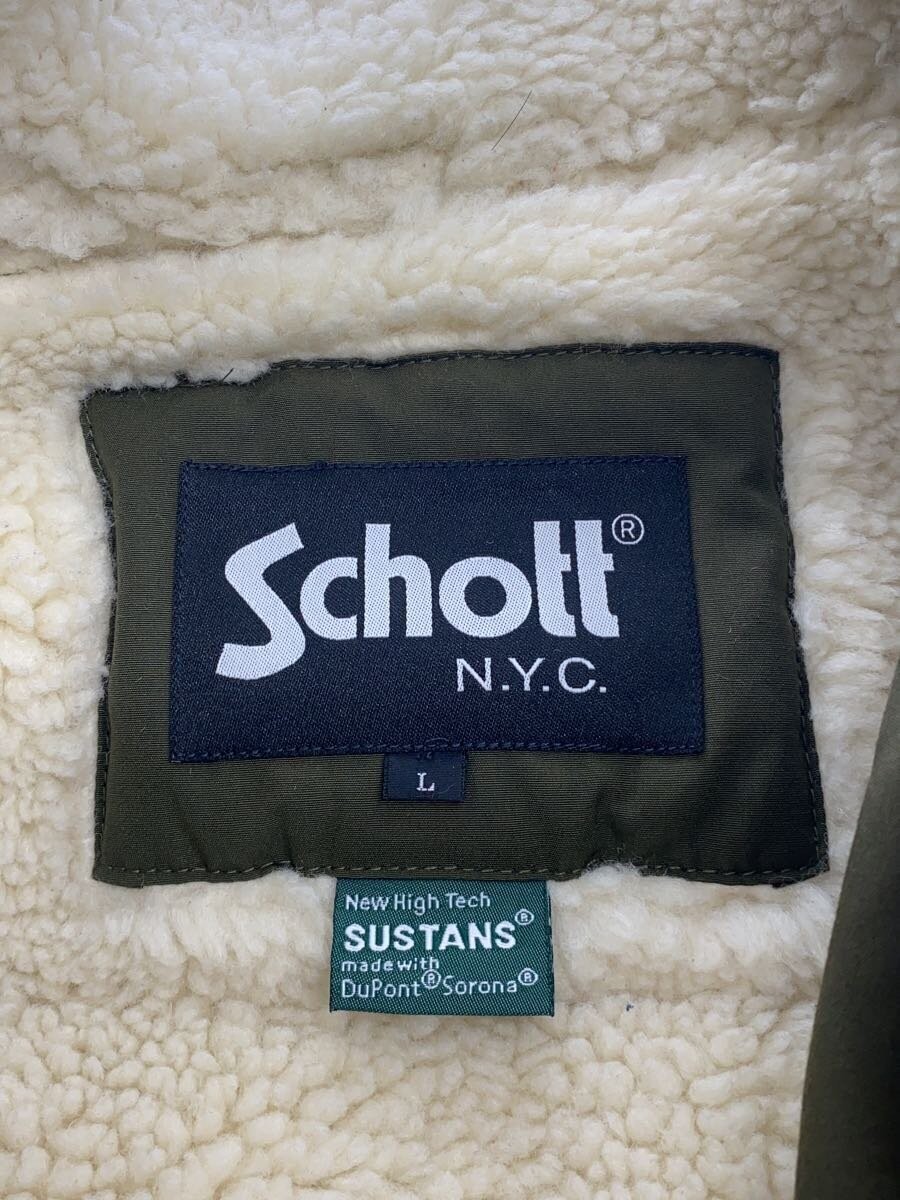 Schott®
N.Y.C.
L
New High Tech
SUSTANS®
made with
DuPont® Sorona®